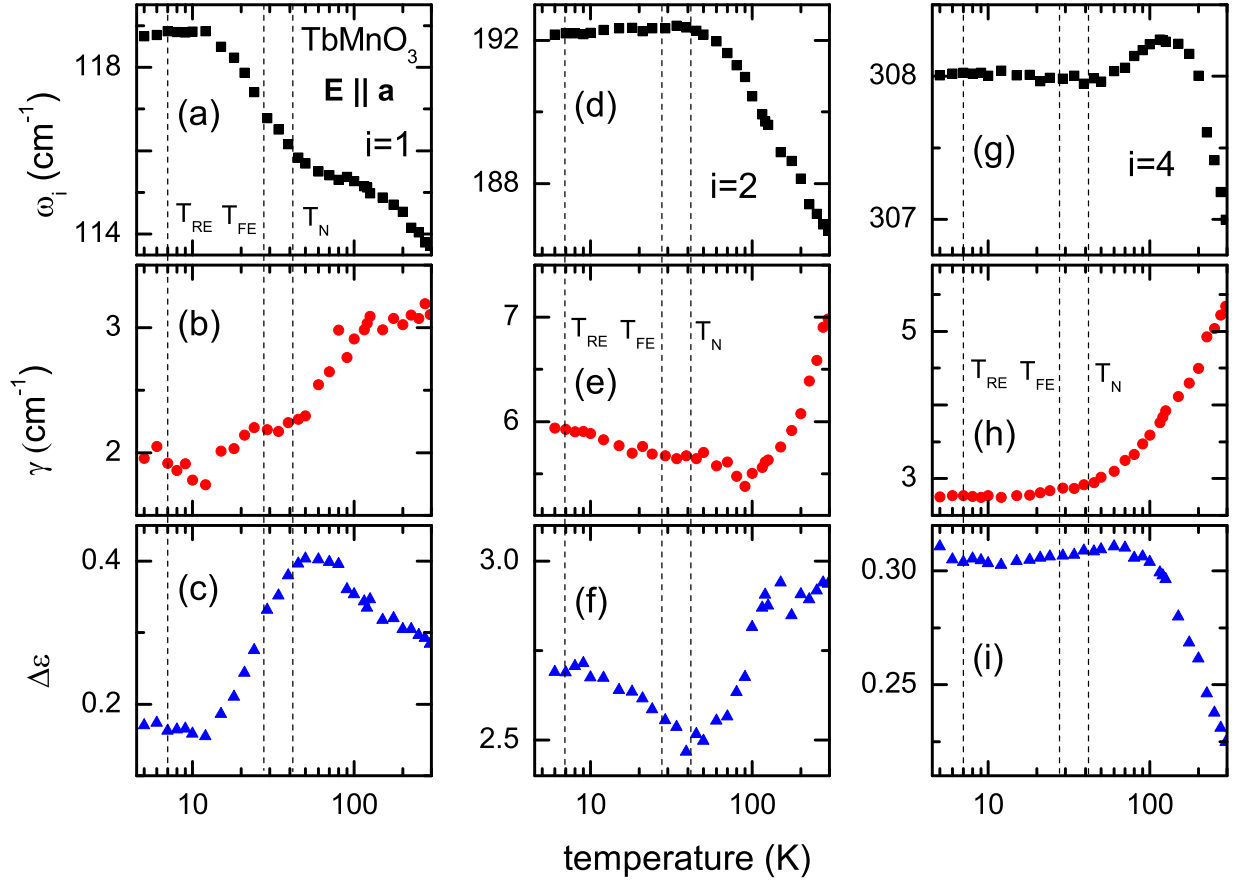 118
114
ω_i (cm⁻¹)
TbMnO₃
E || a
(a)
i=1
T_RE T_FE T_N
192
188
(d)
i=2
308
307
(g)
i=4
3
2
γ (cm⁻¹)
(b)
7
6
T_RE T_FE T_N
(e)
5
3
T_RE T_FE T_N
(h)
0.4
0.2
Δε
(c)
10 100
3.0
2.5
(f)
10 100
0.30
0.25
(i)
10 100
temperature (K)